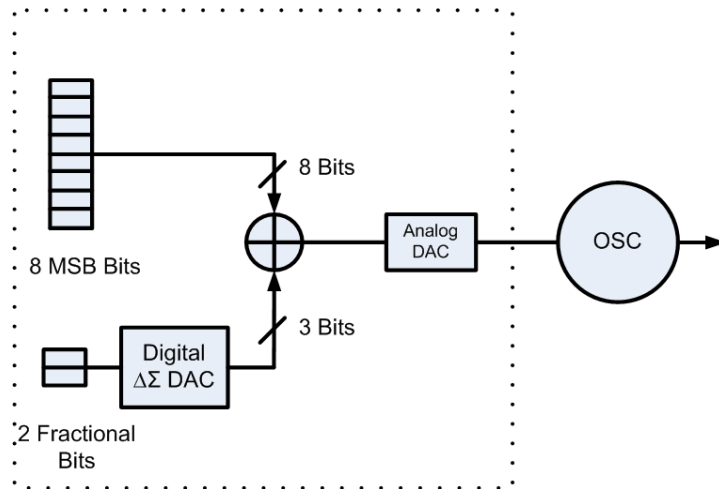 8 Bits
8 MSB Bits
Analog
DAC
OSC
3 Bits
Digital
ΔΣ DAC
2 Fractional
Bits